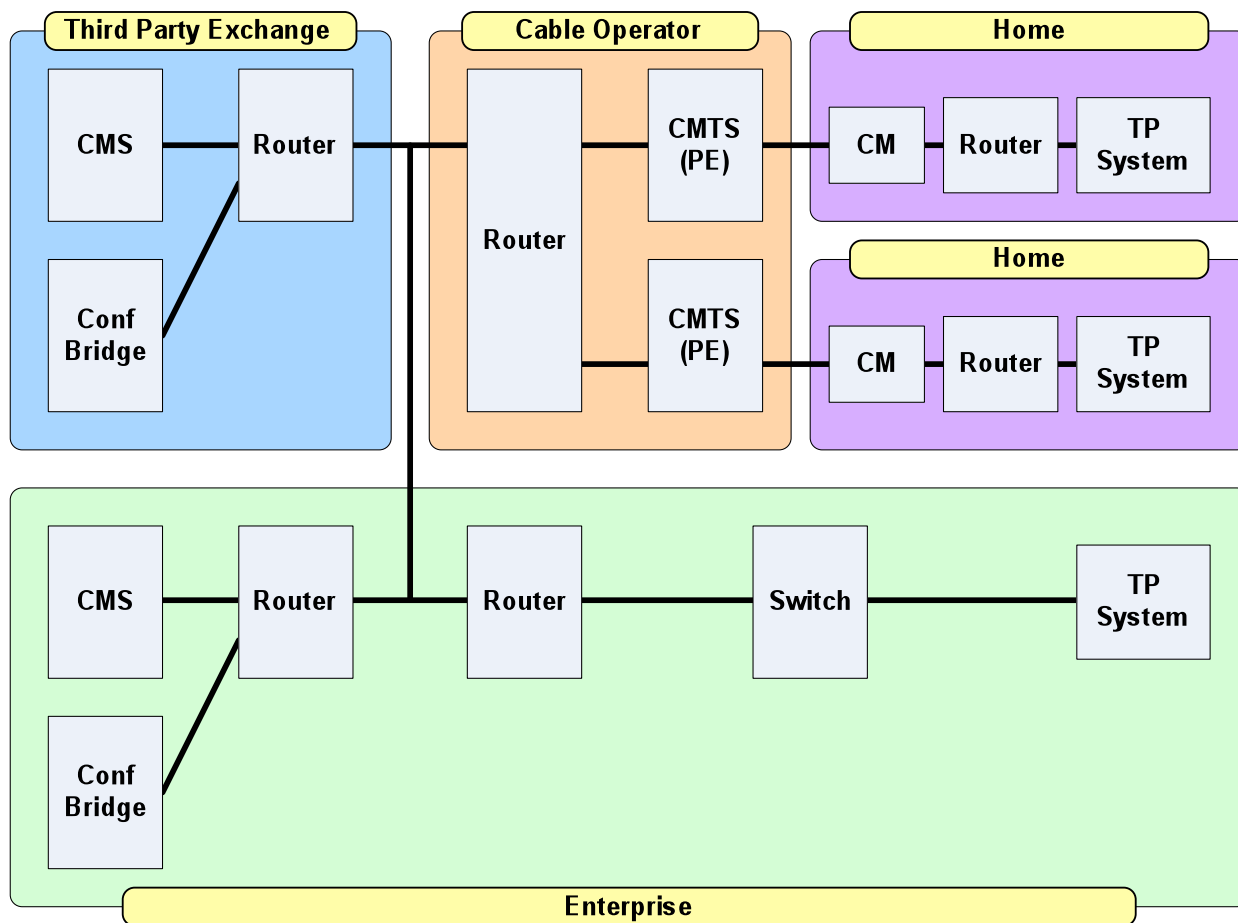 Third Party Exchange
CMS
Router
Conf
Bridge
Cable Operator
Router
CMTS
(PE)
CMTS
(PE)
Home
CM
Router
TP
System
Home
CM
Router
TP
System
CMS
Router
Router
Switch
TP
System
Conf
Bridge
Enterprise